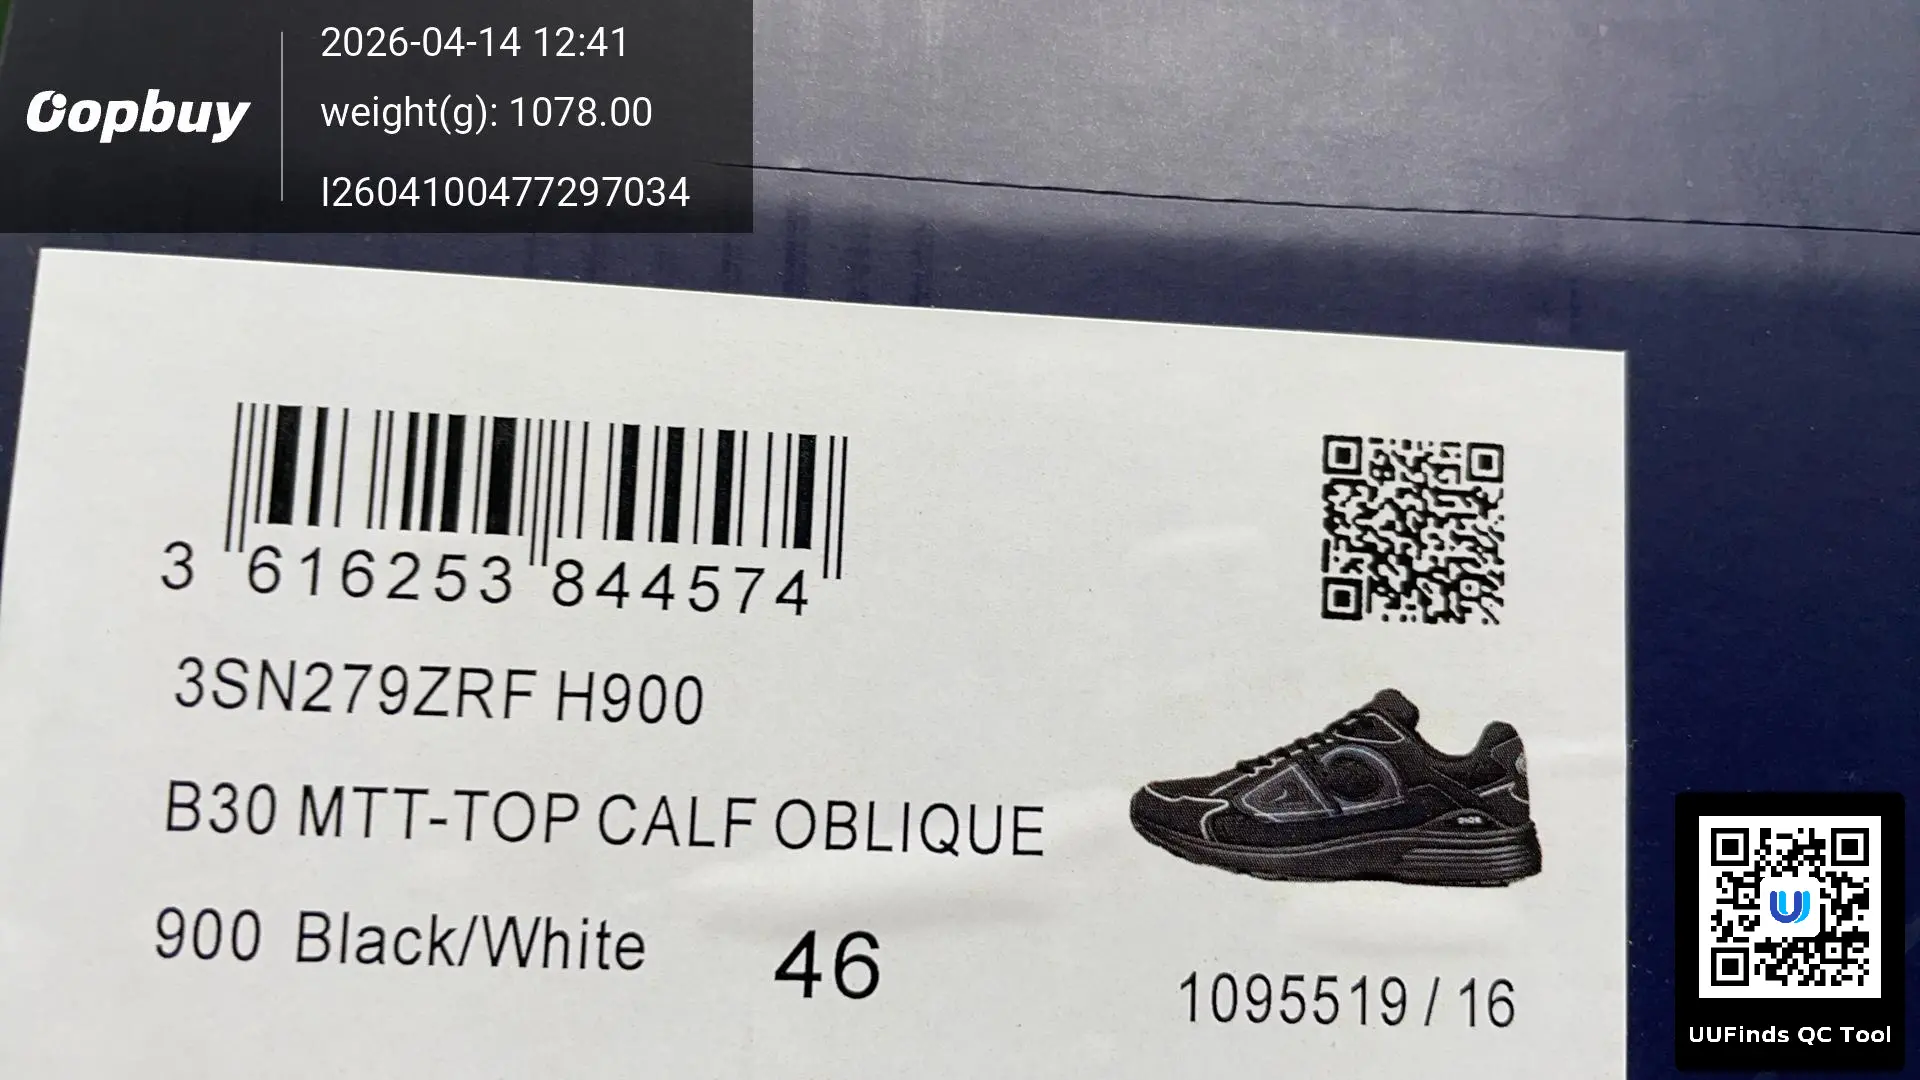 Oopbuy
2026-04-14 12:41
weight(g): 1078.00
I2604100477297034
3 616253 844574
3SN279ZRF H900
B30 MTT-TOP CALF OBLIQUE
900 Black/White 46
1095519 / 16
UUFinds QC Tool